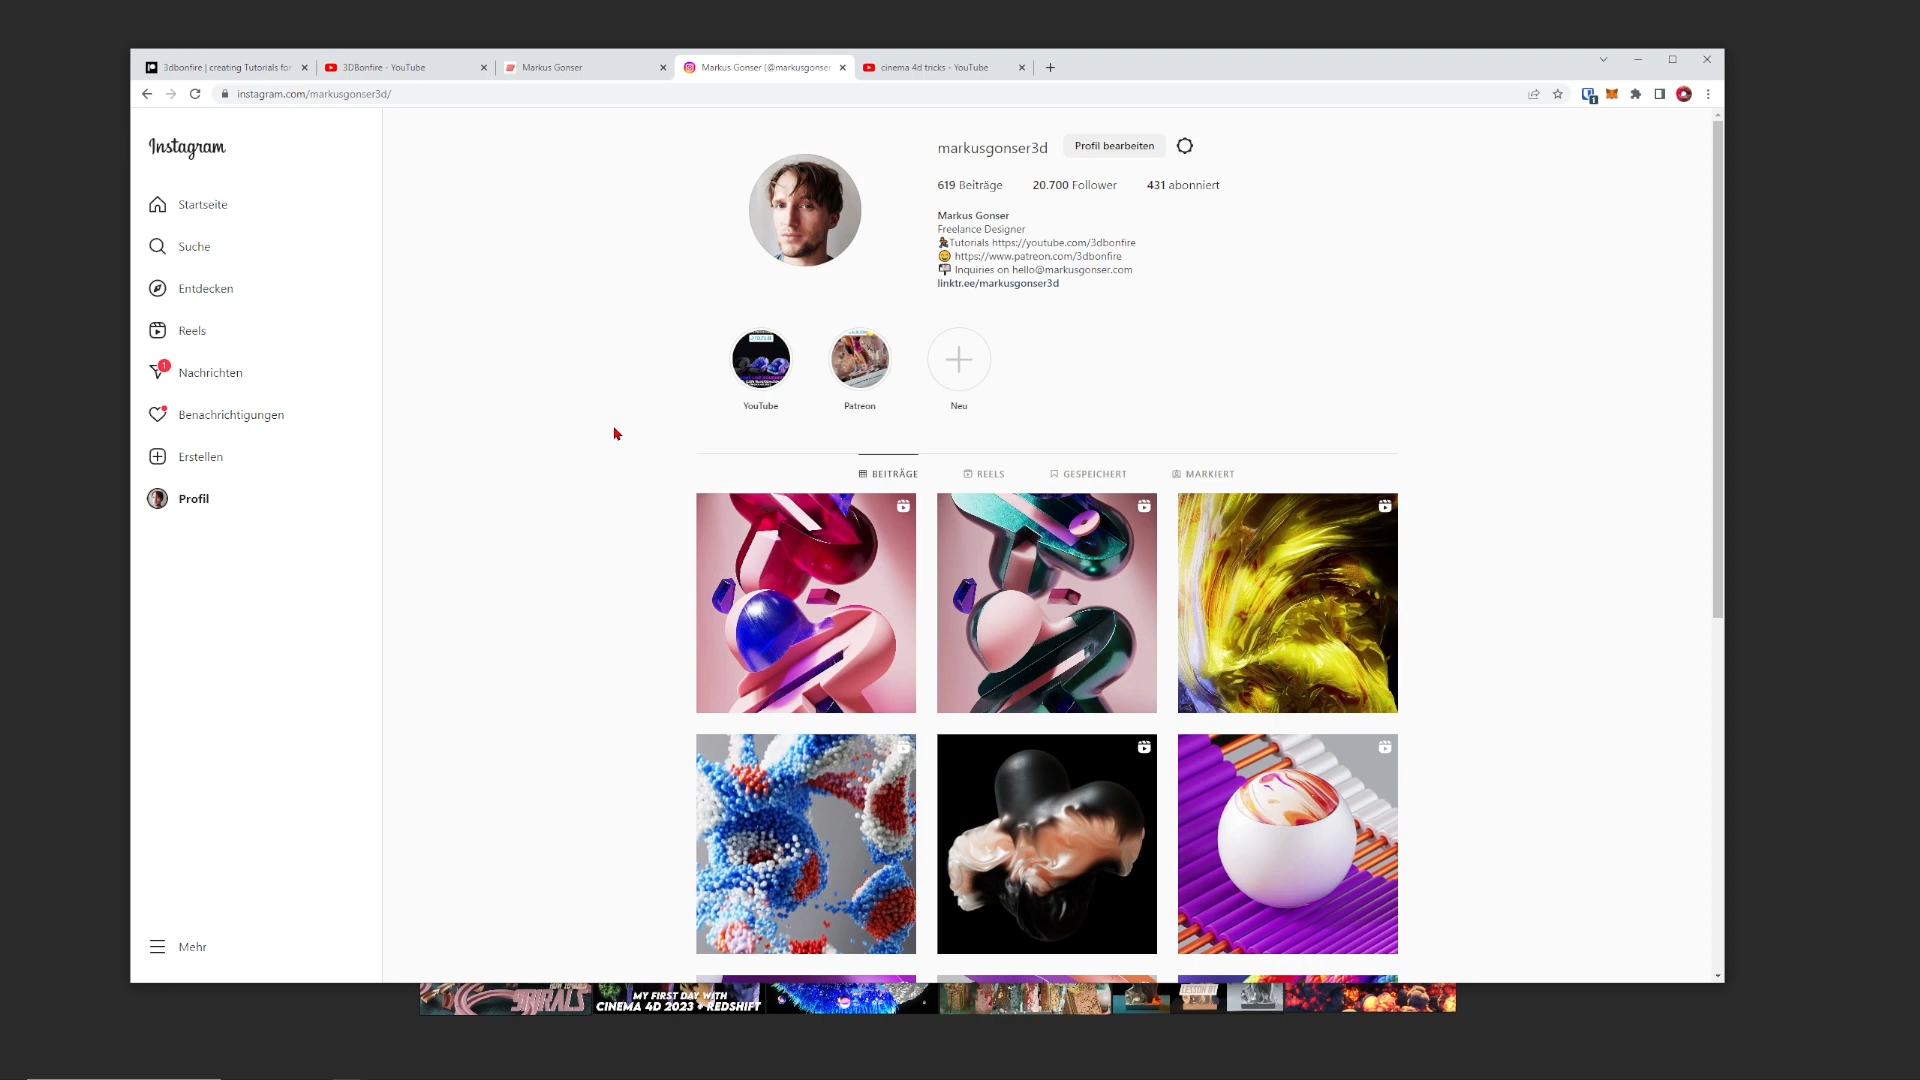 3dbonfire | creating Tutorials for
3DBonfire - YouTube
Markus Gonser
Markus Gonser (@markusgonser
cinema 4d tricks - YouTube
instagram.com/markusgonser3d/
1
Instagram
Startseite
Suche
Entdecken
Reels
1
Nachrichten
Benachrichtigungen
Erstellen
Profil
Mehr
markusgonser3d
Profil bearbeiten
619 Beiträge 20.700 Follower 431 abonniert
Markus Gonser
Freelance Designer
Tutorials https://youtube.com/3dbonfire
https://www.patreon.com/3dbonfire
Inquiries on hello@markusgonser.com
linktr.ee/markusgonser3d
YouTube
Patreon
Neu
BEITRÄGE
REELS
GESPEICHERT
MARKIERT
SPIRALS
MY FIRST DAY WITH
CINEMA 4D 2023 + REDSHIFT